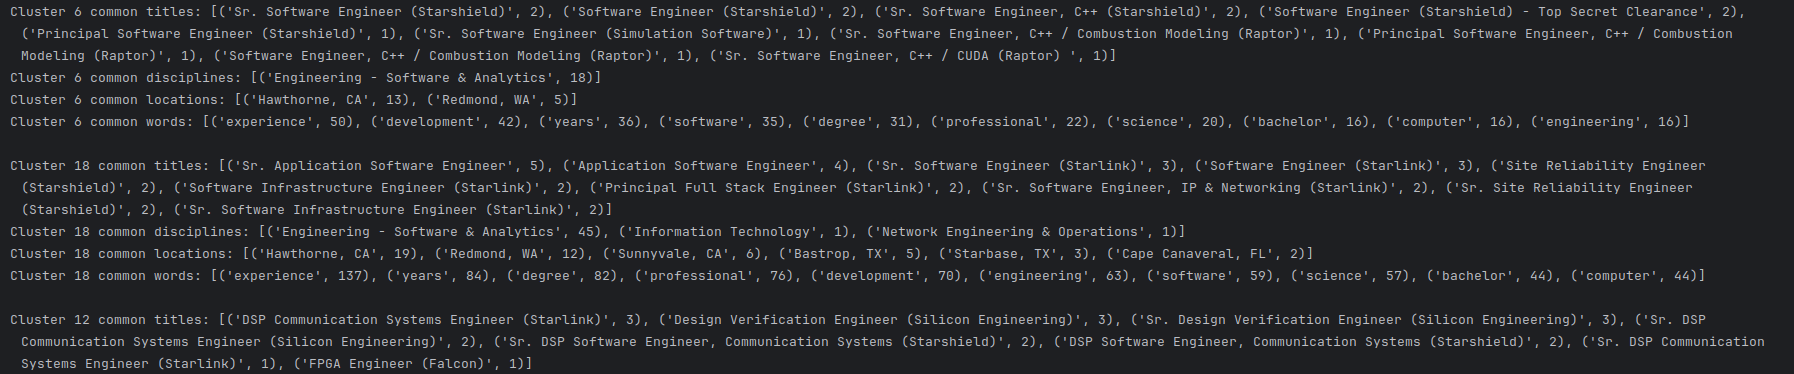 Cluster 6 common titles: [('Sr. Software Engineer (Starshield)', 2), ('Software Engineer (Starshield)', 2), ('Sr. Software Engineer, C++ (Starshield)', 2), ('Software Engineer (Starshield) - Top Secret Clearance', 2),
('Principal Software Engineer (Starshield)', 1), ('Sr. Software Engineer (Simulation Software)', 1), ('Sr. Software Engineer, C++ / Combustion Modeling (Raptor)', 1), ('Principal Software Engineer, C++ / Combustion
Modeling (Raptor)', 1), ('Software Engineer, C++ / Combustion Modeling (Raptor)', 1), ('Sr. Software Engineer, C++ / CUDA (Raptor) ', 1)]
Cluster 6 common disciplines: [('Engineering - Software & Analytics', 18)]
Cluster 6 common locations: [('Hawthorne, CA', 13), ('Redmond, WA', 5)]
Cluster 6 common words: [('experience', 50), ('development', 42), ('years', 36), ('software', 35), ('degree', 31), ('professional', 22), ('science', 20), ('bachelor', 16), ('computer', 16), ('engineering', 16)]
Cluster 18 common titles: [('Sr. Application Software Engineer', 5), ('Application Software Engineer', 4), ('Sr. Software Engineer (Starlink)', 3), ('Software Engineer (Starlink)', 3), ('Site Reliability Engineer
(Starshield)', 2), ('Software Infrastructure Engineer (Starlink)', 2), ('Principal Full Stack Engineer (Starlink)', 2), ('Sr. Software Engineer, IP & Networking (Starlink)', 2), ('Sr. Site Reliability Engineer
(Starshield)', 2), ('Sr. Software Infrastructure Engineer (Starlink)', 2)]
Cluster 18 common disciplines: [('Engineering - Software & Analytics', 45), ('Information Technology', 1), ('Network Engineering & Operations', 1)]
Cluster 18 common locations: [('Hawthorne, CA', 19), ('Redmond, WA', 12), ('Sunnyvale, CA', 6), ('Bastrop, TX', 5), ('Starbase, TX', 3), ('Cape Canaveral, FL', 2)]
Cluster 18 common words: [('experience', 137), ('years', 84), ('degree', 82), ('professional', 76), ('development', 70), ('engineering', 63), ('software', 59), ('science', 57), ('bachelor', 44), ('computer', 44)]
Cluster 12 common titles: [('DSP Communication Systems Engineer (Starlink)', 3), ('Design Verification Engineer (Silicon Engineering)', 3), ('Sr. Design Verification Engineer (Silicon Engineering)', 3), ('Sr. DSP
Communication Systems Engineer (Silicon Engineering)', 2), ('Sr. DSP Software Engineer, Communication Systems (Starshield)', 2), ('DSP Software Engineer, Communication Systems (Starshield)', 2), ('Sr. DSP Communication
Systems Engineer (Starlink)', 1), ('FPGA Engineer (Falcon)', 1)]